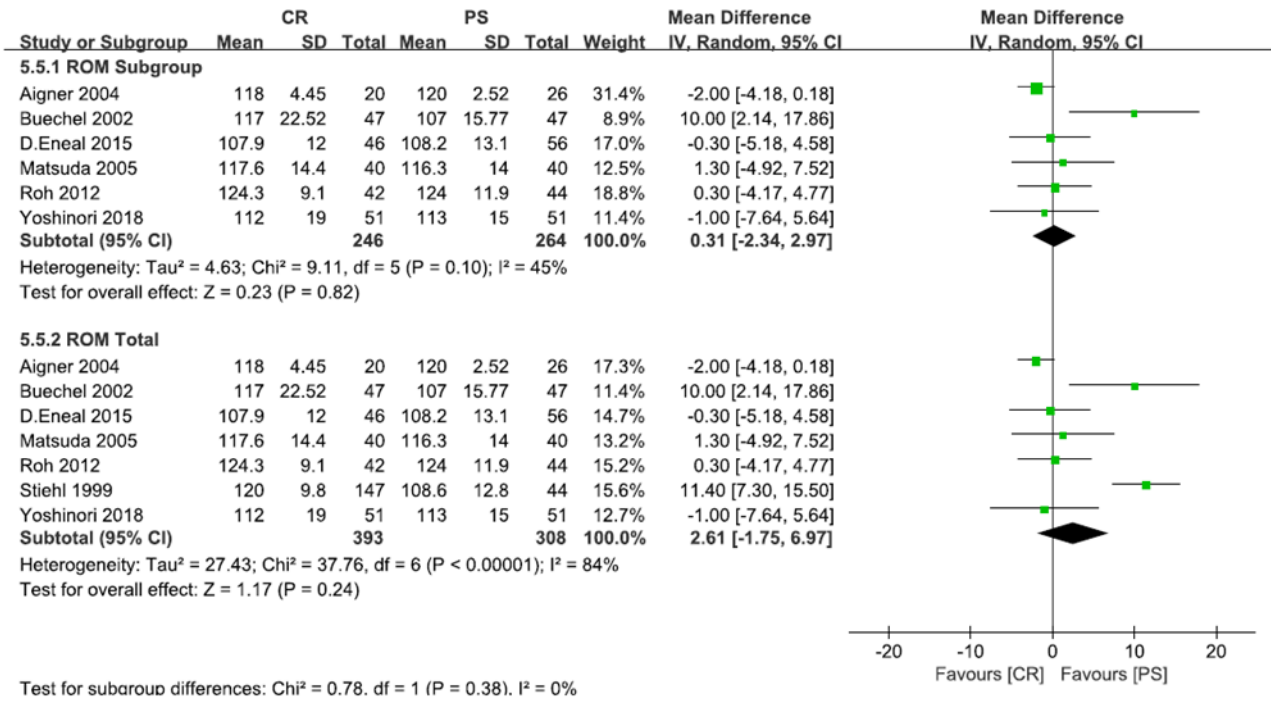 CR PS Mean Difference Mean Difference
Study or Subgroup Mean SD Total Mean SD Total Weight IV, Random, 95% CI IV, Random, 95% CI
5.5.1 ROM Subgroup
Aigner 2004 118 4.45 20 120 2.52 26 31.4% -2.00 [-4.18, 0.18]
Buechel 2002 117 22.52 47 107 15.77 47 8.9% 10.00 [2.14, 17.86]
D.Eneal 2015 107.9 12 46 108.2 13.1 56 17.0% -0.30 [-5.18, 4.58]
Matsuda 2005 117.6 14.4 40 116.3 14 40 12.5% 1.30 [-4.92, 7.52]
Roh 2012 124.3 9.1 42 124 11.9 44 18.8% 0.30 [-4.17, 4.77]
Yoshinori 2018 112 19 51 113 15 51 11.4% -1.00 [-7.64, 5.64]
Subtotal (95% CI) 246 264 100.0% 0.31 [-2.34, 2.97]
Heterogeneity: Tau² = 4.63; Chi² = 9.11, df = 5 (P = 0.10); I² = 45%
Test for overall effect: Z = 0.23 (P = 0.82)
5.5.2 ROM Total
Aigner 2004 118 4.45 20 120 2.52 26 17.3% -2.00 [-4.18, 0.18]
Buechel 2002 117 22.52 47 107 15.77 47 11.4% 10.00 [2.14, 17.86]
D.Eneal 2015 107.9 12 46 108.2 13.1 56 14.7% -0.30 [-5.18, 4.58]
Matsuda 2005 117.6 14.4 40 116.3 14 40 13.2% 1.30 [-4.92, 7.52]
Roh 2012 124.3 9.1 42 124 11.9 44 15.2% 0.30 [-4.17, 4.77]
Stiehl 1999 120 9.8 147 108.6 12.8 44 15.6% 11.40 [7.30, 15.50]
Yoshinori 2018 112 19 51 113 15 51 12.7% -1.00 [-7.64, 5.64]
Subtotal (95% CI) 393 308 100.0% 2.61 [-1.75, 6.97]
Heterogeneity: Tau² = 27.43; Chi² = 37.76, df = 6 (P < 0.00001); I² = 84%
Test for overall effect: Z = 1.17 (P = 0.24)
-20 -10 0 10 20
Favours [CR] Favours [PS]
Test for subgroup differences: Chi² = 0.78, df = 1 (P = 0.38), I² = 0%